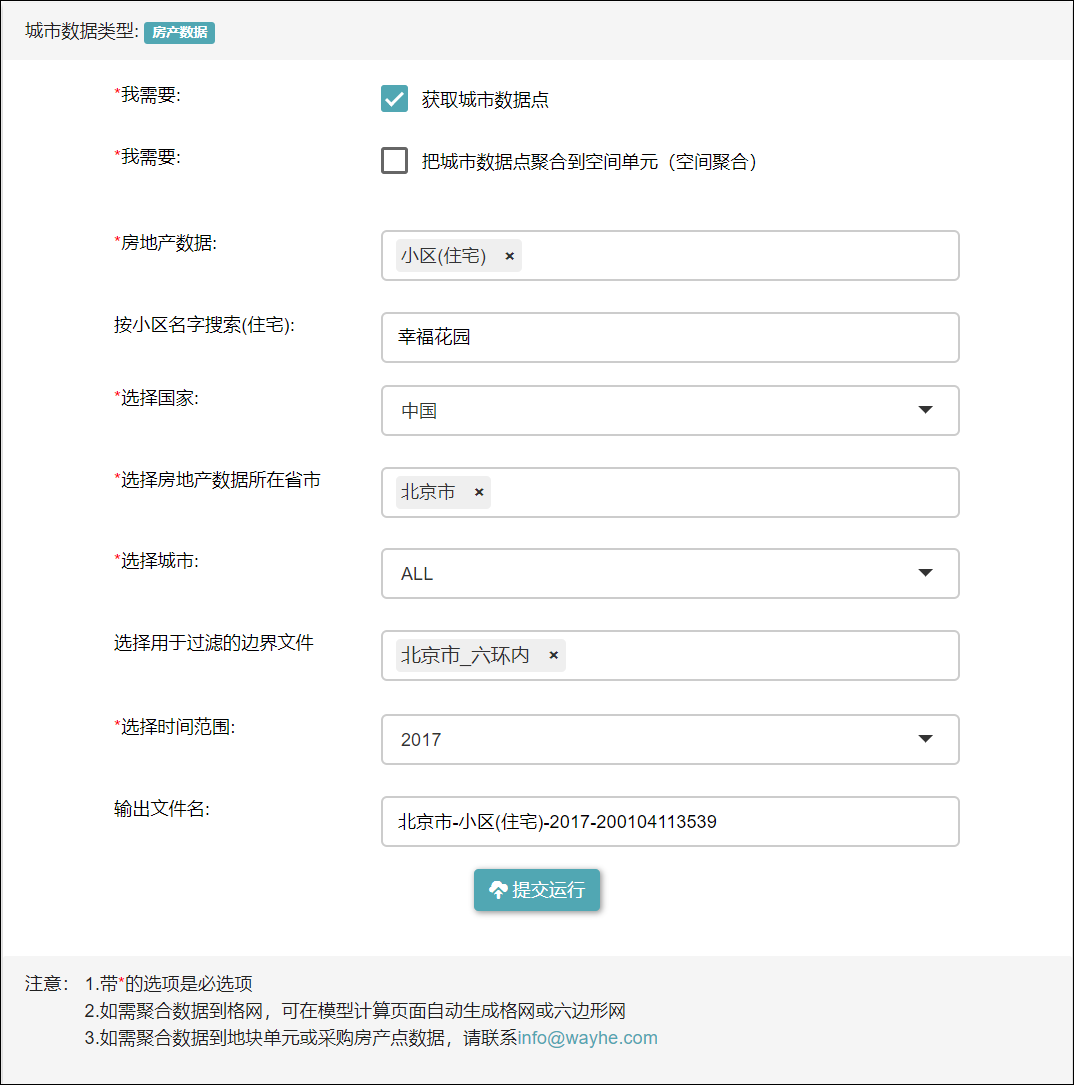 城市数据类型: 房产数据
*我需要: 获取城市数据点
*我需要: 把城市数据点聚合到空间单元（空间聚合）
*房地产数据: 小区(住宅) ×
按小区名字搜索(住宅): 幸福花园
*选择国家: 中国
*选择房地产数据所在省市 北京市 ×
*选择城市: ALL
选择用于过滤的边界文件 北京市_六环内 ×
*选择时间范围: 2017
输出文件名: 北京市-小区(住宅)-2017-200104113539
提交运行
注意： 1.带*的选项是必选项
2.如需聚合数据到格网，可在模型计算页面自动生成格网或六边形网
3.如需聚合数据到地块单元或采购房产点数据，请联系info@wayhe.com